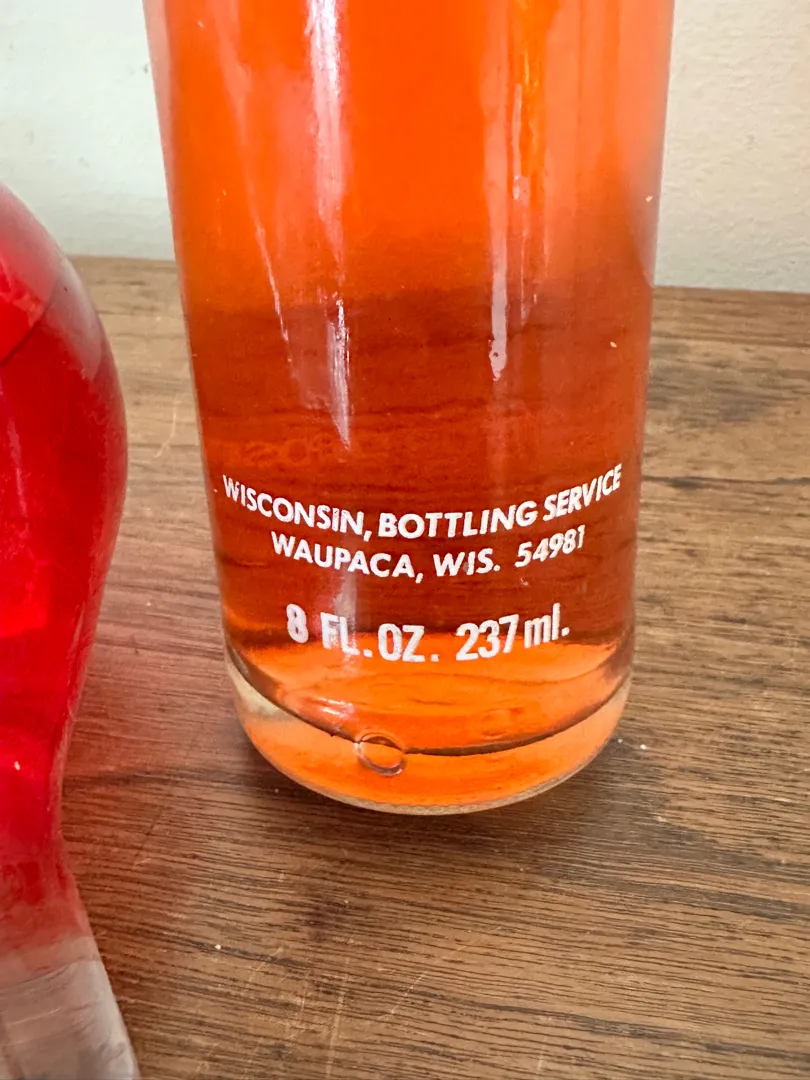 WISCONSIN, BOTTLING SERVICE
WAUPACA, WIS. 54981
8 FL. OZ. 237 ml.